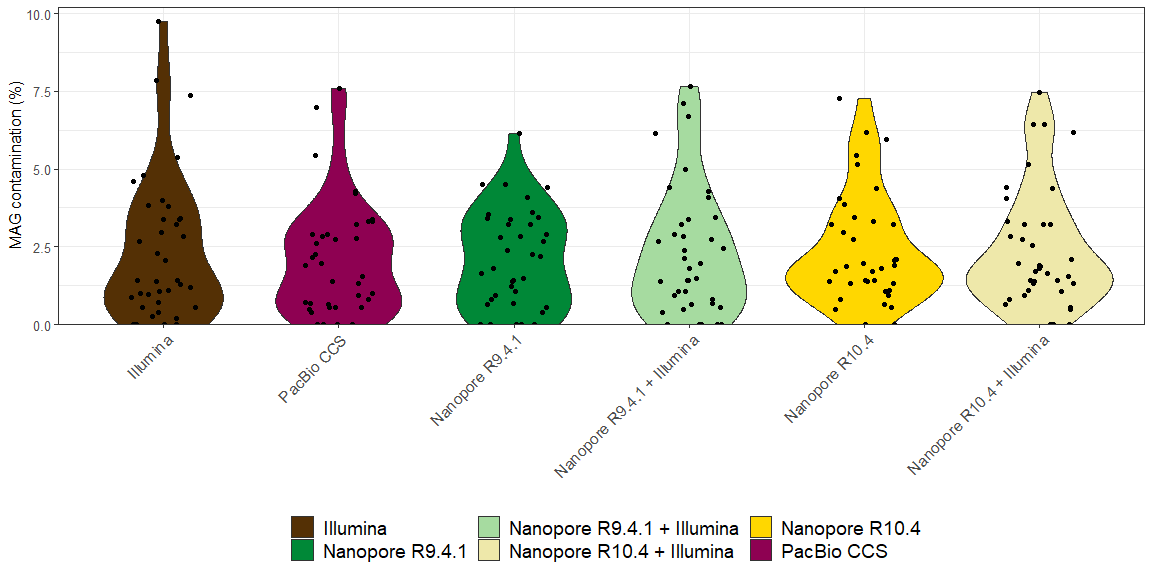 MAG contamination (%)
10.0
7.5
5.0
2.5
0.0
Illumina
PacBio CCS
Nanopore R9.4.1
Nanopore R9.4.1 + Illumina
Nanopore R10.4
Nanopore R10.4 + Illumina
Illumina Nanopore R9.4.1 + Illumina Nanopore R10.4
Nanopore R9.4.1 Nanopore R10.4 + Illumina PacBio CCS